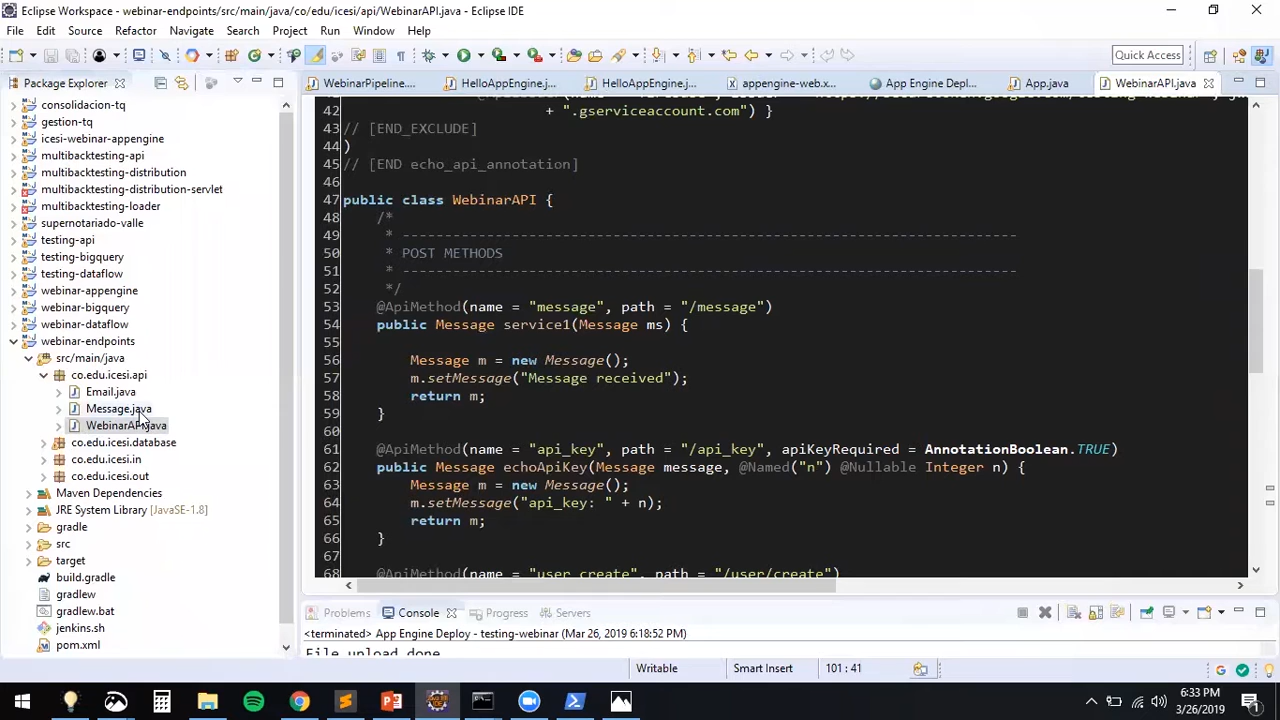 Eclipse Workspace - webinar-endpoints/src/main/java/co/edu/icesi/api/WebinarAPI.java - Eclipse IDE
File Edit Source Refactor Navigate Search Project Run Window Help
Quick Access
Package Explorer
consolidacion-tq
gestion-tq
icesi-webinar-appengine
multibacktesting-api
multibacktesting-distribution
multibacktesting-distribution-servlet
multibacktesting-loader
supernotariado-valle
testing-api
testing-bigquery
testing-dataflow
webinar-appengine
webinar-bigquery
webinar-dataflow
webinar-endpoints
src/main/java
co.edu.icesi.api
Email.java
Message.java
WebinarAPI.java
co.edu.icesi.database
co.edu.icesi.in
co.edu.icesi.out
Maven Dependencies
JRE System Library [JavaSE-1.8]
gradle
src
target
build.gradle
gradlew
gradlew.bat
jenkins.sh
pom.xml
WebinarPipeline.... HelloAppEngine.j... HelloAppEngine.j... appengine-web.x... App Engine Depl... App.java WebinarAPI.java
42 + ".gserviceaccount.com") }
43 // [END_EXCLUDE]
44 )
45 // [END echo_api_annotation]
46
47 public class WebinarAPI {
48 /*
49 * -------------------------------------------------------------------------
50 * POST METHODS
51 * -------------------------------------------------------------------------
52 */
53 @ApiMethod(name = "message", path = "/message")
54 public Message service1(Message ms) {
55
56 Message m = new Message();
57 m.setMessage("Message received");
58 return m;
59 }
60
61 @ApiMethod(name = "api_key", path = "/api_key", apiKeyRequired = AnnotationBoolean.TRUE)
62 public Message echoApiKey(Message message, @Named("n") @Nullable Integer n) {
63 Message m = new Message();
64 m.setMessage("api_key: " + n);
65 return m;
66 }
67
68 @ApiMethod(name = "user_create", path = "/user/create")
Problems Console Progress Servers
<terminated> App Engine Deploy - testing-webinar (Mar 26, 2019 6:18:52 PM)
File upload done.
Writable Smart Insert 101 : 41
6:33 PM
3/26/2019